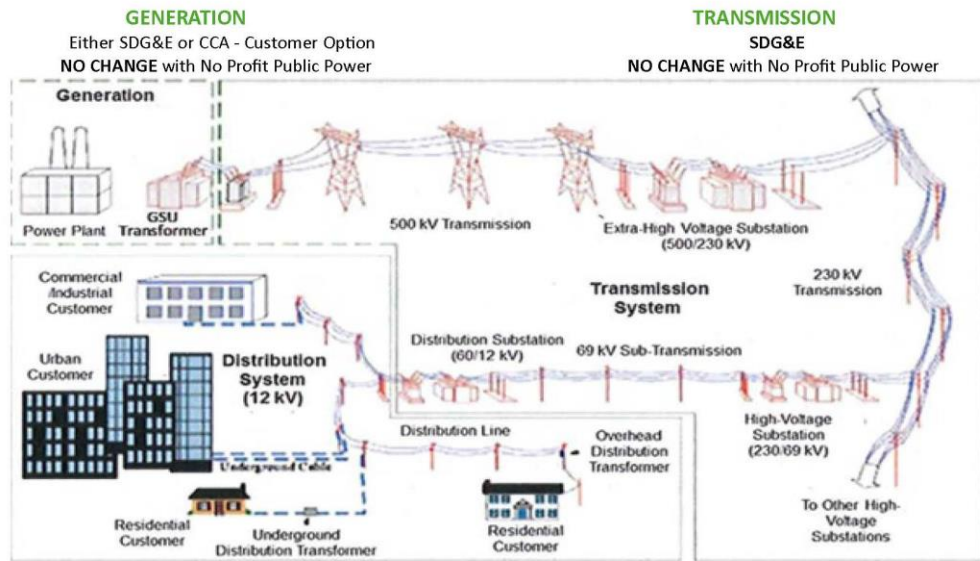 GENERATION
Either SDG&E or CCA - Customer Option
NO CHANGE with No Profit Public Power
TRANSMISSION
SDG&E
NO CHANGE with No Profit Public Power
Generation
Power Plant
GSU
Transformer
500 kV Transmission
Extra-High Voltage Substation
(500/230 kV)
Transmission
System
230 kV
Transmission
Commercial
/Industrial
Customer
Urban
Customer
Distribution
System
(12 kV)
Distribution Substation
(60/12 kV)
69 kV Sub-Transmission
High-Voltage
Substation
(230/69 kV)
Distribution Line
Overhead
Distribution
Transformer
Underground Cable
Residential
Customer
Underground
Distribution Transformer
Residential
Customer
To Other High-
Voltage
Substations